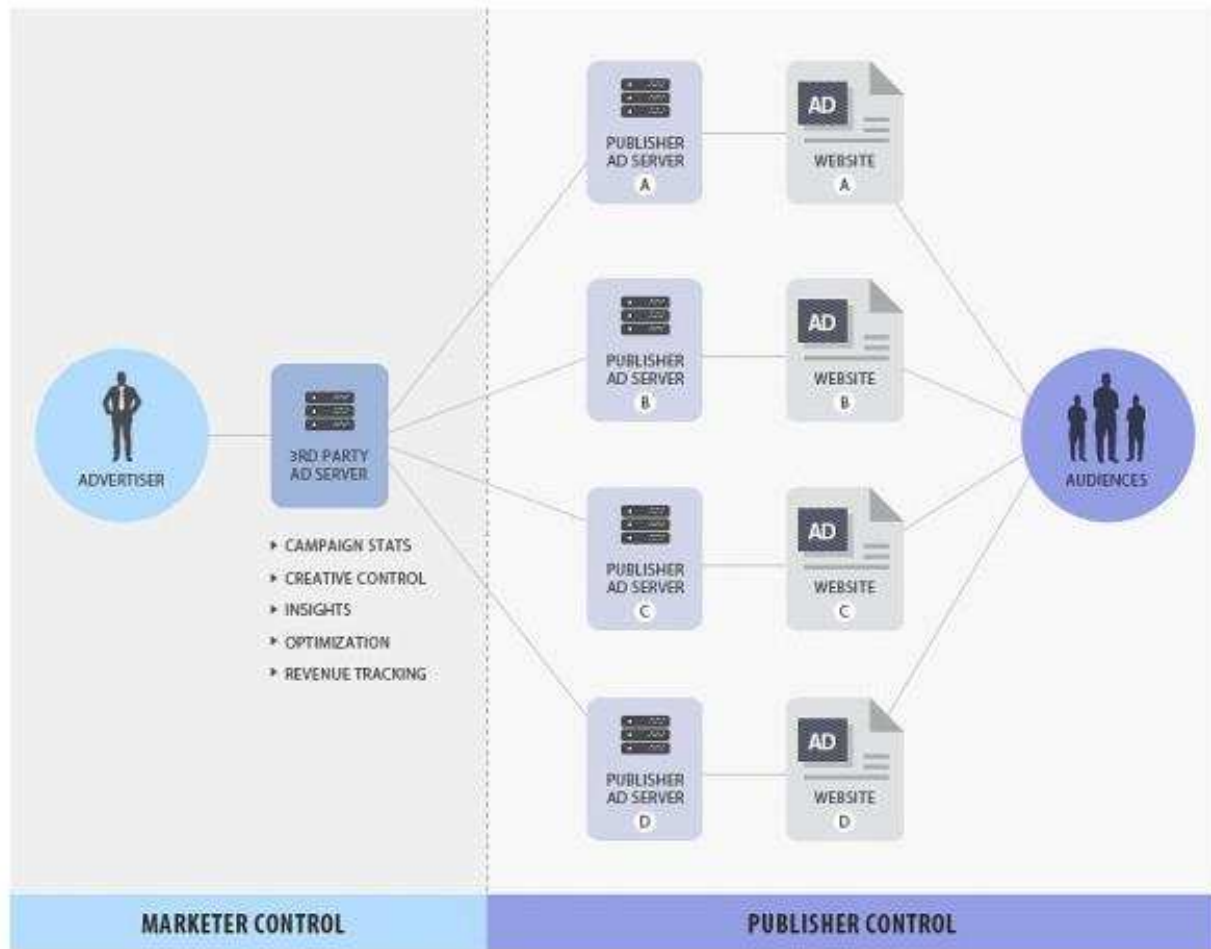 PUBLISHER
AD SERVER
A
AD
WEBSITE
A
PUBLISHER
AD SERVER
B
AD
WEBSITE
B
ADVERTISER
3RD PARTY
AD SERVER
AUDIENCES
CAMPAIGN STATS
CREATIVE CONTROL
INSIGHTS
OPTIMIZATION
REVENUE TRACKING
PUBLISHER
AD SERVER
C
AD
WEBSITE
C
PUBLISHER
AD SERVER
D
AD
WEBSITE
D
MARKETER CONTROL
PUBLISHER CONTROL